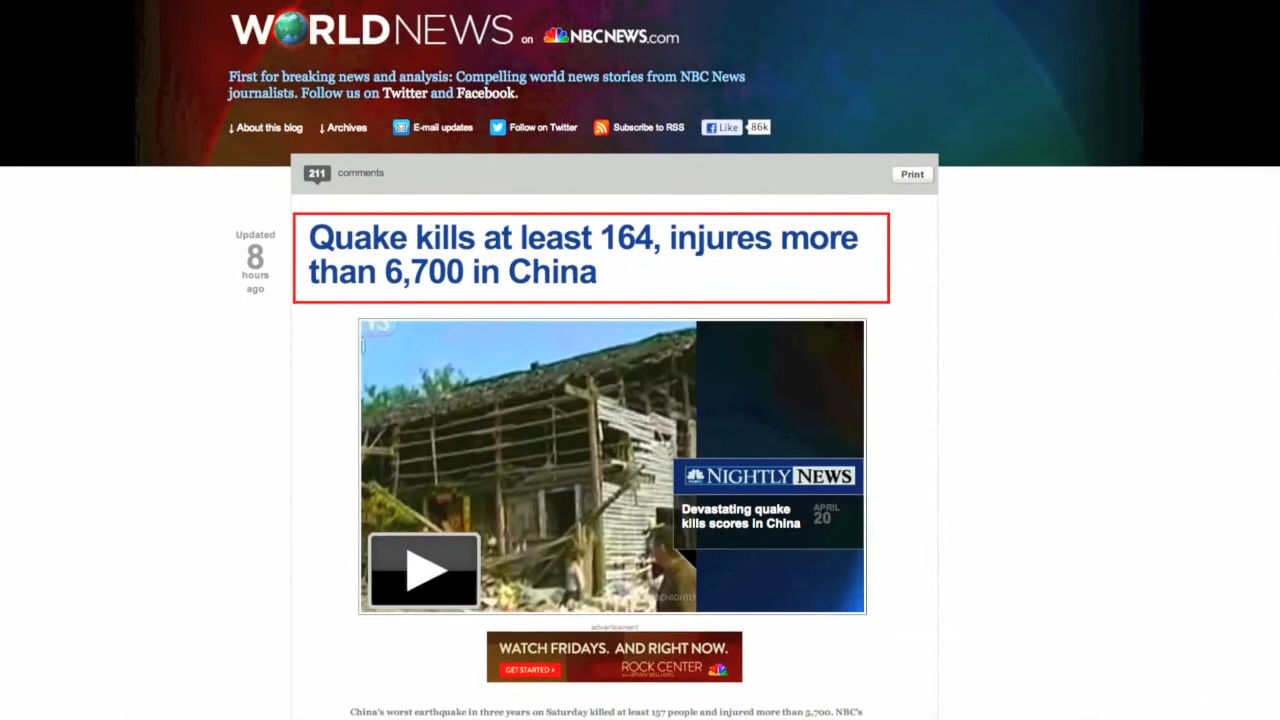 WORLDNEWS on NBCNEWS.com
First for breaking news and analysis: Compelling world news stories from NBC News
journalists. Follow us on Twitter and Facebook.
↓ About this blog ↓ Archives E-mail updates Follow on Twitter Subscribe to RSS Like 86k
211 comments Print
Updated
8
hours
ago
Quake kills at least 164, injures more
than 6,700 in China
NIGHTLY NEWS
Devastating quake
kills scores in China
APRIL
20
advertisement
WATCH FRIDAYS. AND RIGHT NOW.
GET STARTED ROCK CENTER
WITH BRIAN WILLIAMS
China's worst earthquake in three years on Saturday killed at least 157 people and injured more than 5,700. NBC's